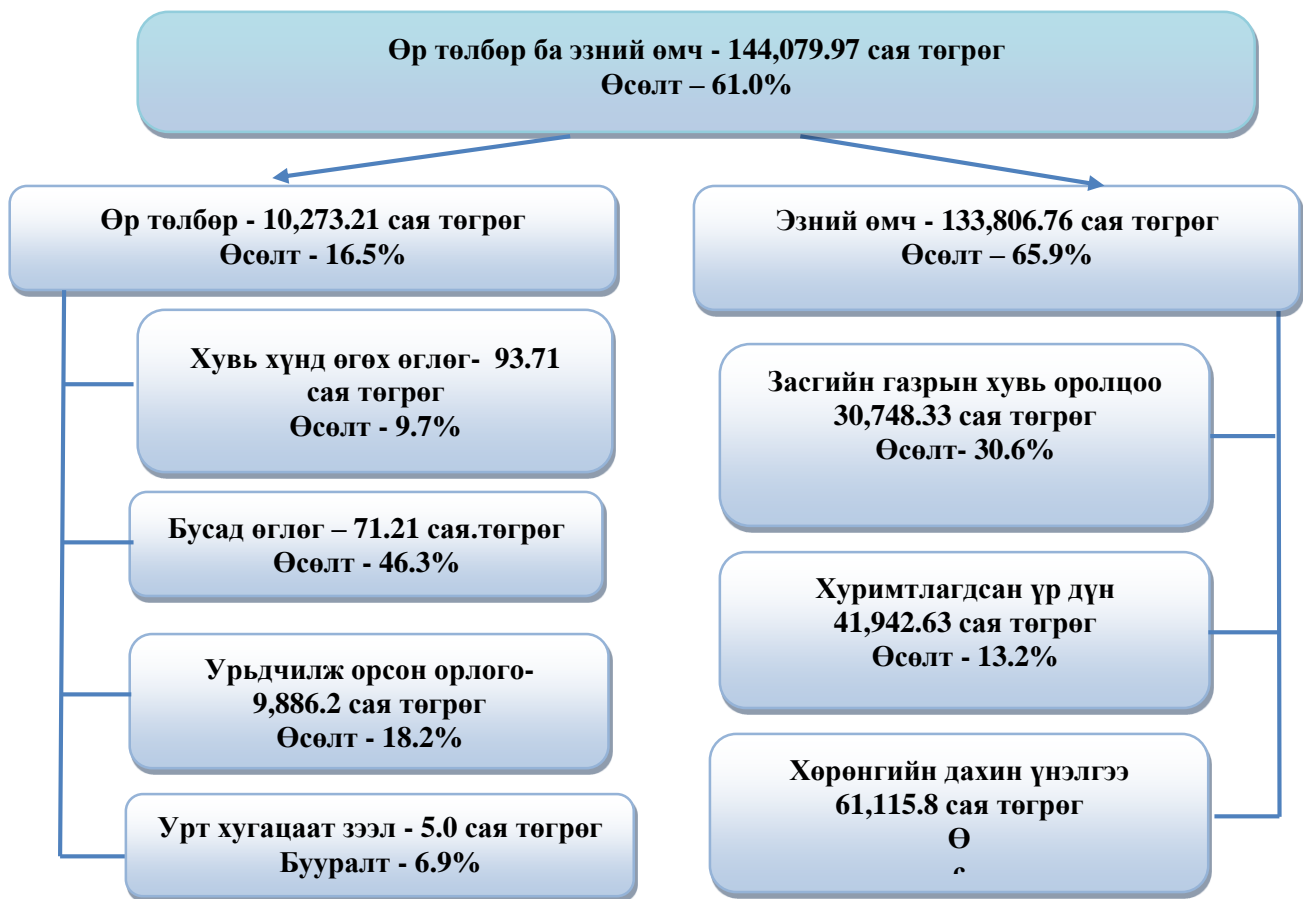 Өр төлбөр ба эзний өмч - 144,079.97 сая төгрөг
Өсөлт – 61.0%
Өр төлбөр - 10,273.21 сая төгрөг
Өсөлт - 16.5%
Хувь хүнд өгөх өглөг- 93.71
сая төгрөг
Өсөлт - 9.7%
Бусад өглөг – 71.21 сая.төгрөг
Өсөлт - 46.3%
Урьдчилж орсон орлого-
9,886.2 сая төгрөг
Өсөлт - 18.2%
Урт хугацаат зээл - 5.0 сая төгрөг
Бууралт - 6.9%
Эзний өмч - 133,806.76 сая төгрөг
Өсөлт – 65.9%
Засгийн газрын хувь оролцоо
30,748.33 сая төгрөг
Өсөлт- 30.6%
Хуримтлагдсан үр дүн
41,942.63 сая төгрөг
Өсөлт - 13.2%
Хөрөнгийн дахин үнэлгээ
61,115.8 сая төгрөг
Ө